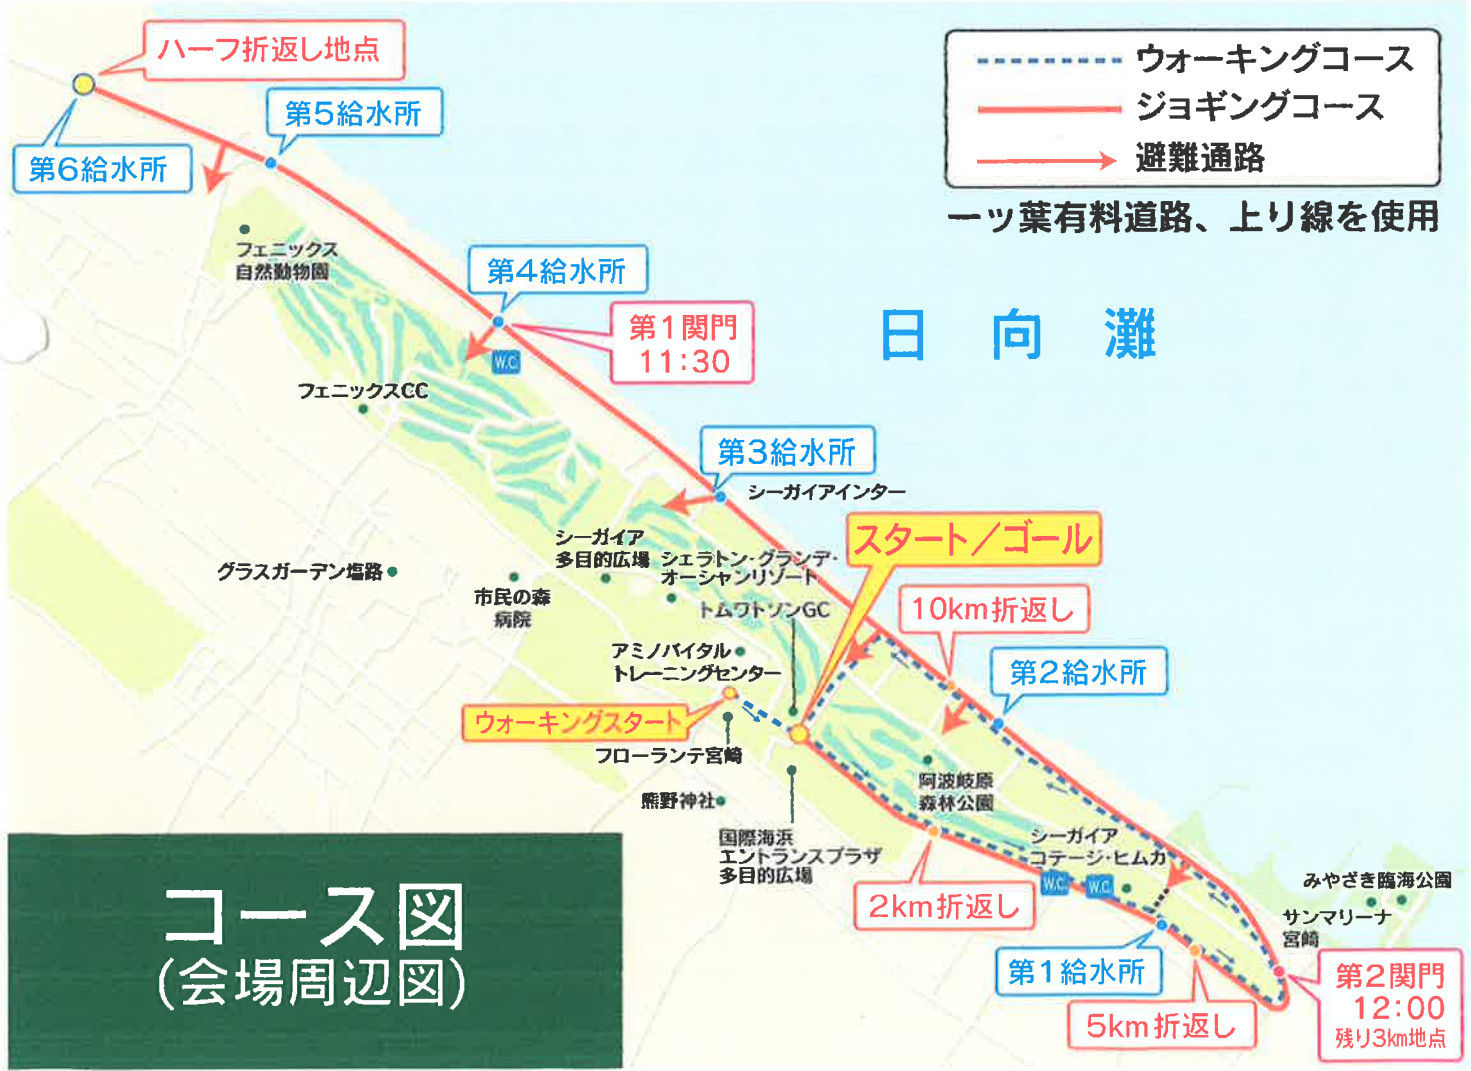 ハーフ折返し地点
第5給水所
第6給水所
ウォーキングコース
ジョギングコース
避難通路
一ッ葉有料道路、上り線を使用
フェニックス
自然動物園
第4給水所
第1関門
11:30
W.C.
日向灘
フェニックスCC
第3給水所
シーガイアインター
スタート／ゴール
シーガイア
多目的広場
シェラトン・グランデ・
オーシャンリゾート
グラスガーデン塩路
市民の森
病院
トムワトソンGC
10km折返し
アミノバイタル
トレーニングセンター
第2給水所
ウォーキングスタート
フローランテ宮崎
阿波岐原
森林公園
熊野神社
国際海浜
エントランスプラザ
多目的広場
シーガイア
コテージ・ヒムカ
W.C.
W.C.
2km折返し
みやざき臨海公園
サンマリーナ
宮崎
第1給水所
5km折返し
第2関門
12:00
残り3km地点
コース図
(会場周辺図)